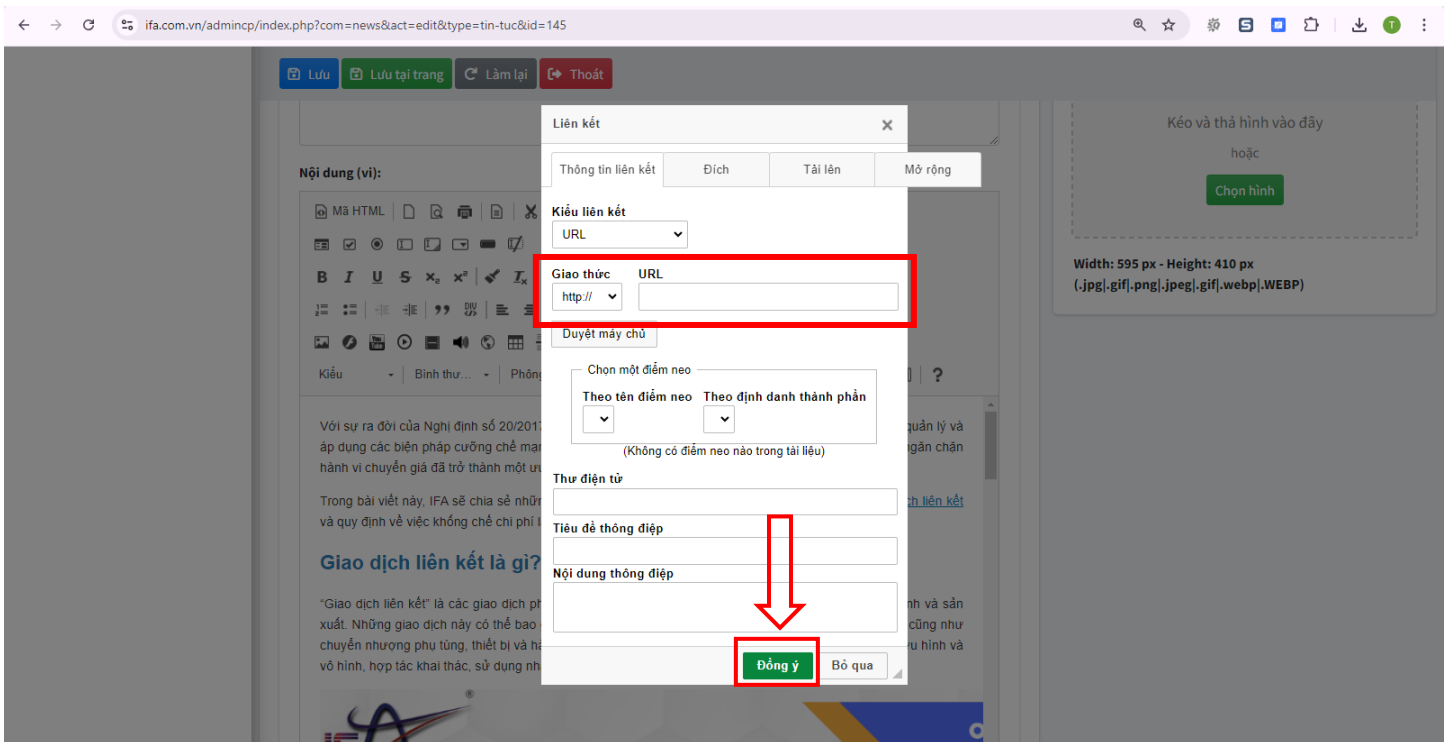 ifa.com.vn/admincp/index.php?com=news&act=edit&type=tin-tuc&id=145
S
T
Lưu
Lưu tại trang
Làm lại
Thoát
Liên kết
Thông tin liên kết
Đích
Tải lên
Mở rộng
Kéo và thả hình vào đây
hoặc
Chọn hình
Width: 595 px - Height: 410 px
(.jpg|.gif|.png|.jpeg|.gif|.webp|.WEBP)
Nội dung (vi):
Mã HTML
Kiểu liên kết
URL
Giao thức
URL
http://
Duyệt máy chủ
Kiểu
Bình thư...
Chọn một điểm neo
Theo tên điểm neo
Theo định danh thành phần
(Không có điểm neo nào trong tài liệu)
Thư điện tử
Tiêu đề thông điệp
Nội dung thông điệp
Đồng ý
Bỏ qua
Với sự ra đời của Nghị định số quản lý và
áp dụng các biện pháp cưỡng chế ngăn chặn
hành vi chuyển giá đã trở thành một
Trong bài viết này, IFA sẽ chia sẻ liên kết
và quy định về việc khống chế chi phí
Giao dịch liên kết là gì?
“Giao dịch liên kết” là các giao dịch và sản
xuất. Những giao dịch này có thể bao cũng như
chuyển nhượng phụ tùng, thiết bị và hình và
vô hình, hợp tác khai thác, sử dụng
®